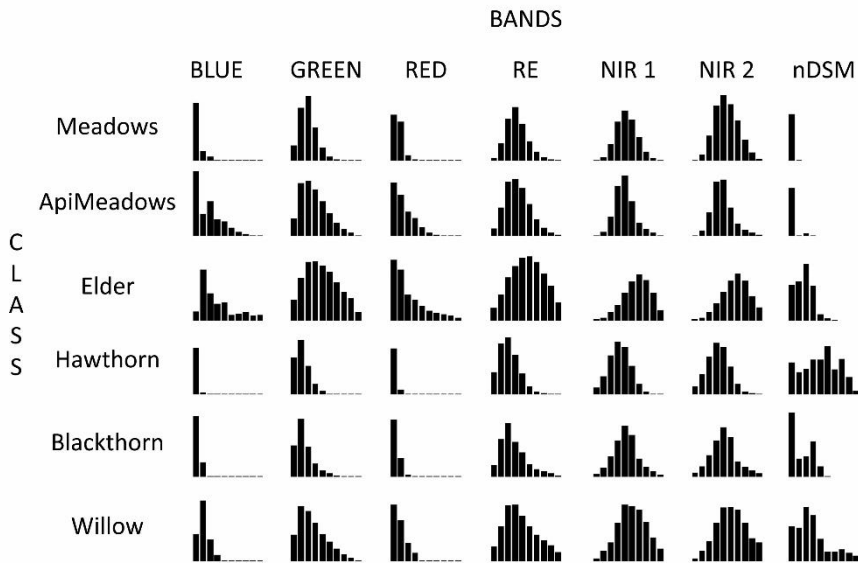 BANDS
BLUE GREEN RED RE NIR 1 NIR 2 nDSM
Meadows
ApiMeadows
Elder
Hawthorn
Blackthorn
Willow
C
L
A
S
S